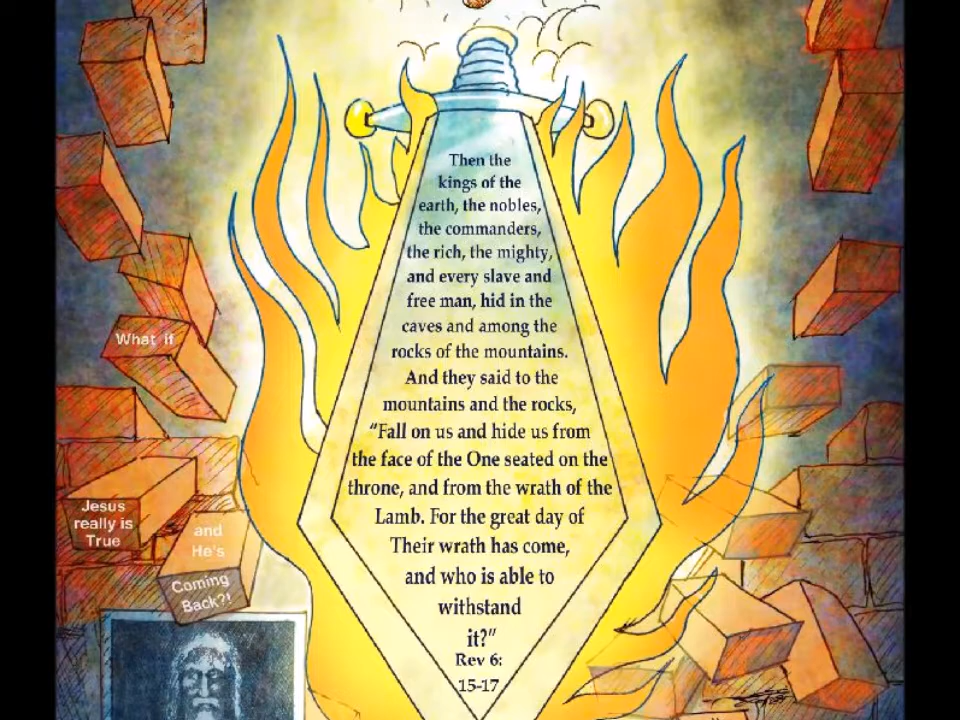 Then the
kings of the
earth, the nobles,
the commanders,
the rich, the mighty,
and every slave and
free man, hid in the
caves and among the
rocks of the mountains.
And they said to the
mountains and the rocks,
“Fall on us and hide us from
the face of the One seated on the
throne, and from the wrath of the
Lamb. For the great day of
Their wrath has come,
and who is able to
withstand
it?”
Rev 6:
15-17
What if
Jesus
really is
True
and
He's
Coming
Back?!